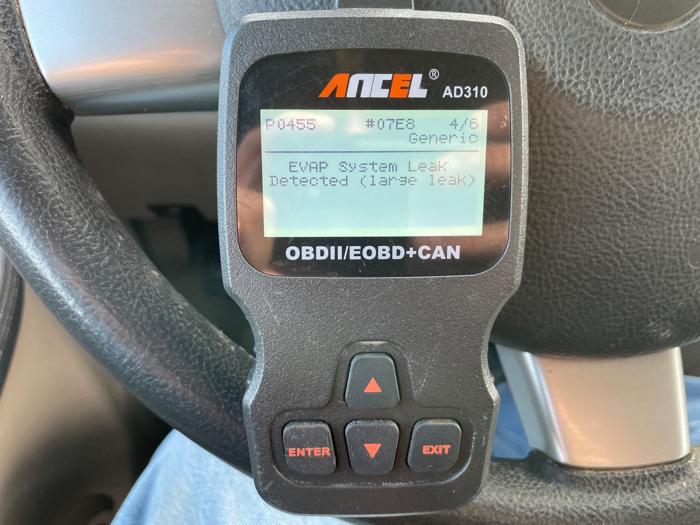 ANCEL® AD310
P0455 #07E8 4/6
Generic
EVAP System Leak
Detected (large leak)
OBDII/EOBD+CAN
ENTER EXIT